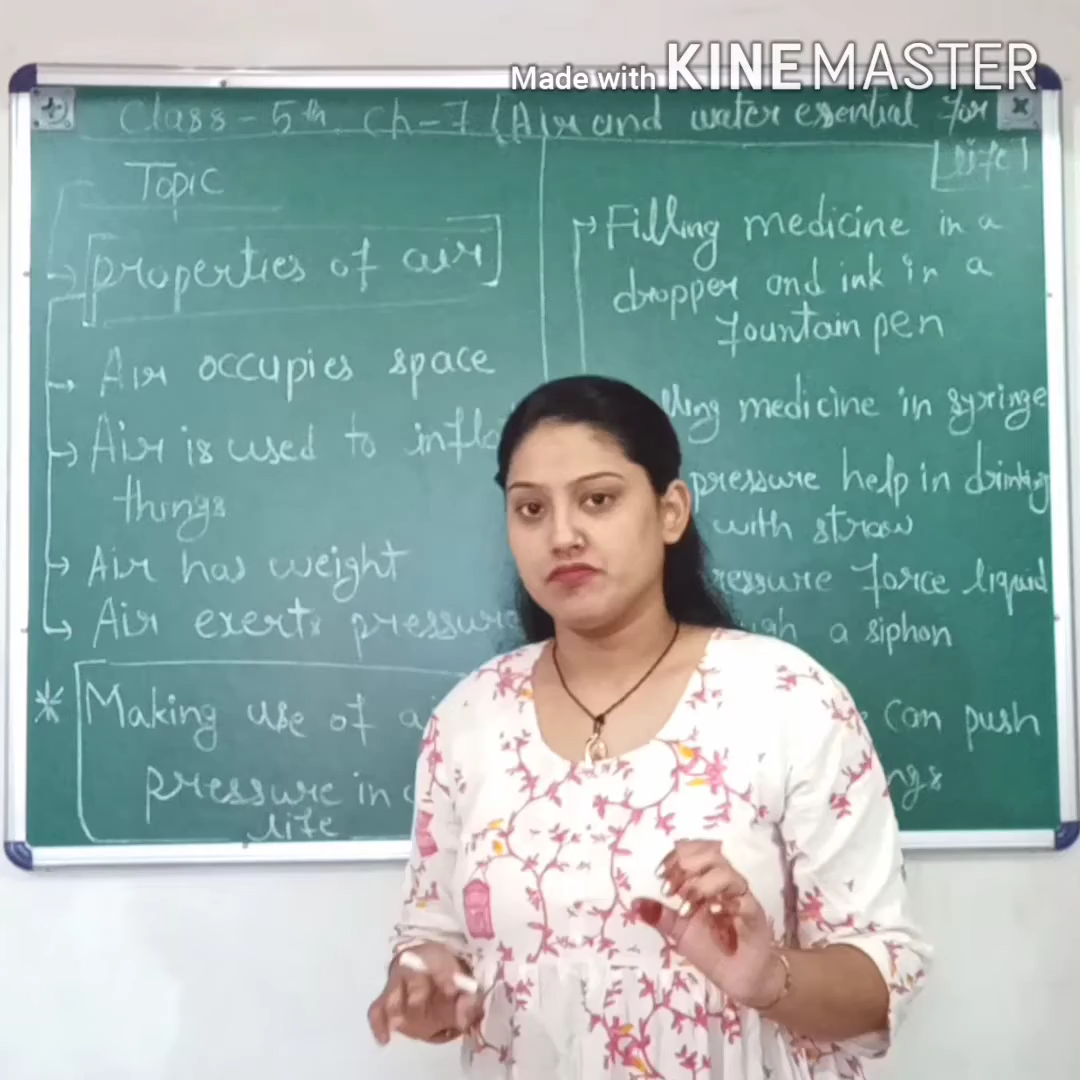 Made with KINEMASTER
Class - 5th Ch - 7 (Air and water essential for
life)
Topic
properties of air
Air occupies space
Air is used to
things
Air has weight
Air exerts pressure
Making use of
pressure in
life
Filling medicine in a
dropper and ink in a
fountain pen
medicine in syringe
pressure help in drinking
with straw
force liquid
a siphon
can push